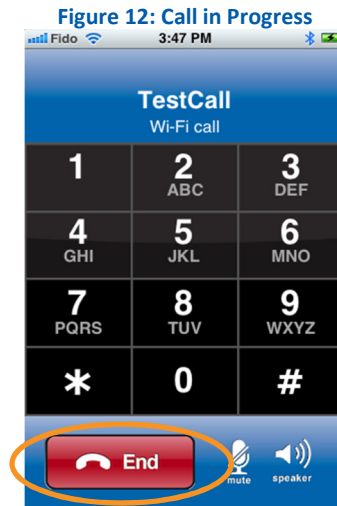 Figure 12: Call in Progress
Fido 3:47 PM
TestCall
Wi-Fi call
1 2 3
ABC DEF
4 5 6
GHI JKL MNO
7 8 9
PQRS TUV WXYZ
* 0 #
End
mute speaker